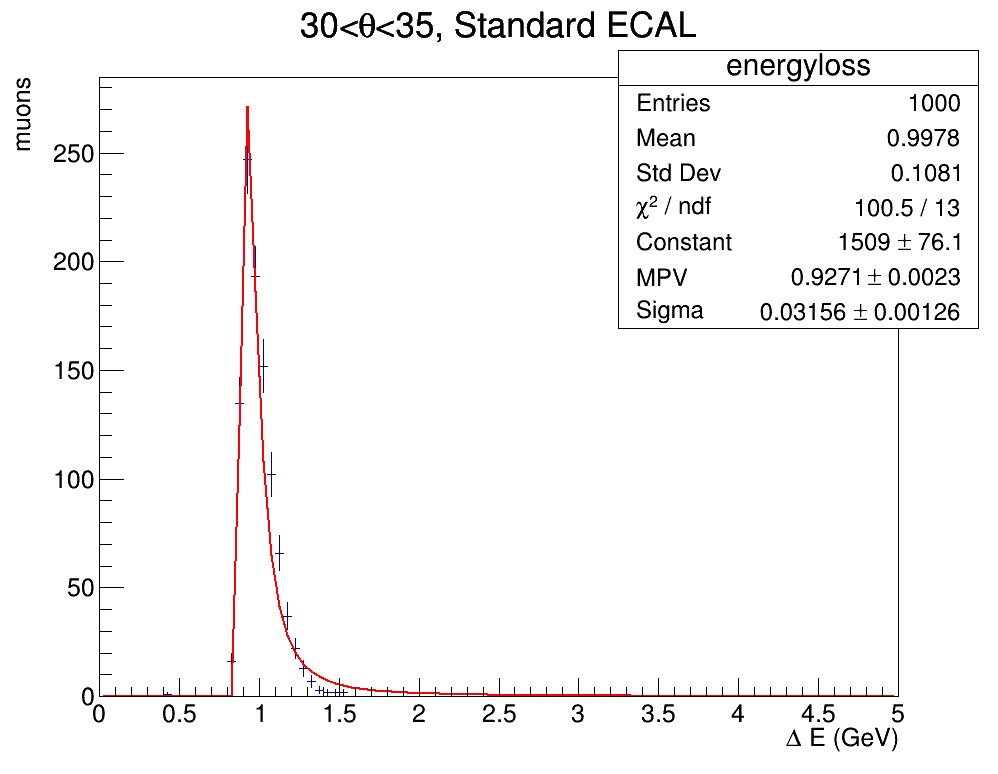 30<θ<35, Standard ECAL
energyloss
Entries 1000
Mean 0.9978
Std Dev 0.1081
χ² / ndf 100.5 / 13
Constant 1509 ± 76.1
MPV 0.9271 ± 0.0023
Sigma 0.03156 ± 0.00126
muons
250
200
150
100
50
0
0 0.5 1 1.5 2 2.5 3 3.5 4 4.5 5
Δ E (GeV)